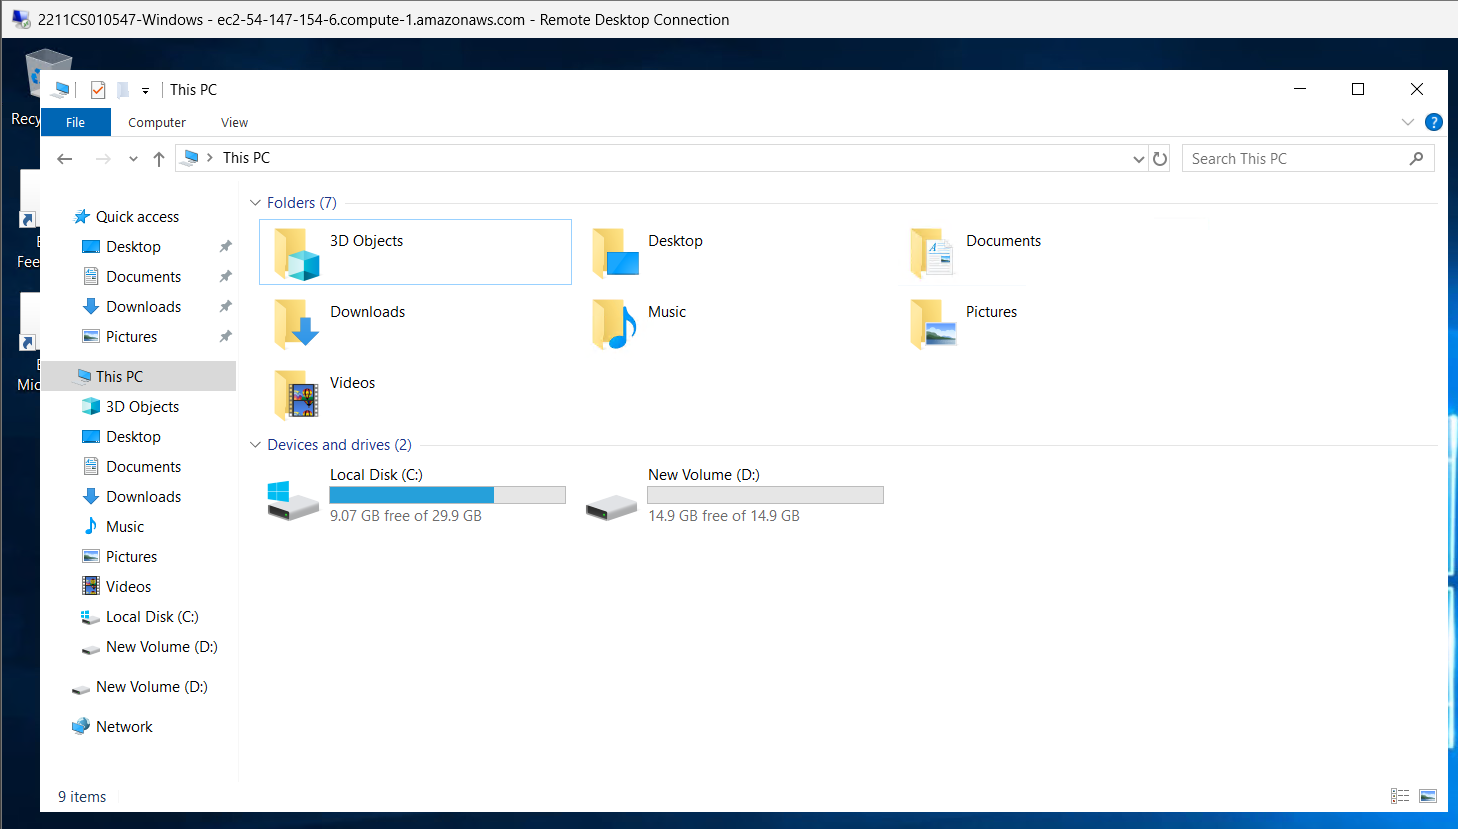 2211CS010547-Windows - ec2-54-147-154-6.compute-1.amazonaws.com - Remote Desktop Connection
This PC
Recy
File Computer View
This PC
Search This PC
Quick access
Desktop
Documents
Downloads
Pictures
This PC
3D Objects
Desktop
Documents
Downloads
Music
Pictures
Videos
Local Disk (C:)
New Volume (D:)
New Volume (D:)
Network
E
Fee
E
Mic
Folders (7)
3D Objects
Desktop
Documents
Downloads
Music
Pictures
Videos
Devices and drives (2)
Local Disk (C:)
9.07 GB free of 29.9 GB
New Volume (D:)
14.9 GB free of 14.9 GB
9 items